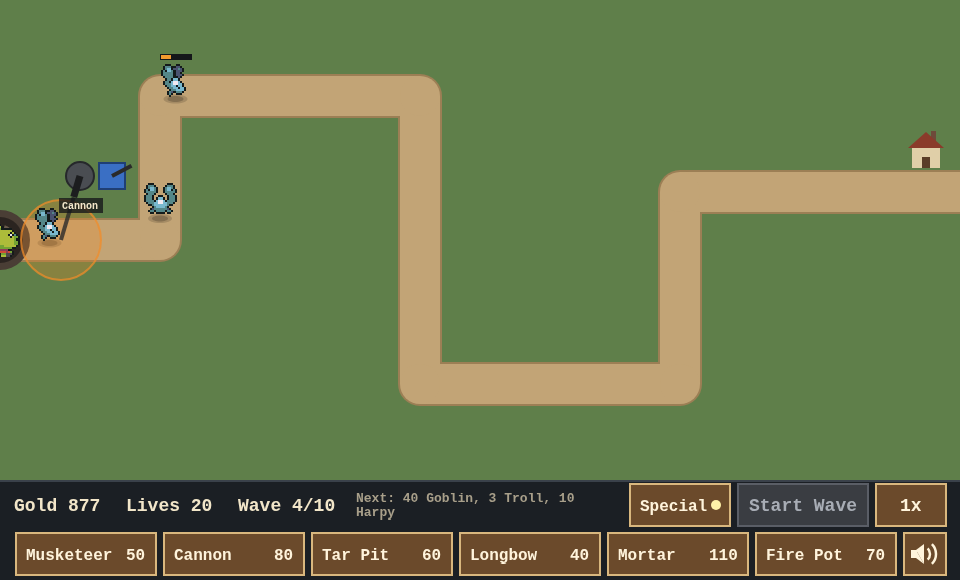 Cannon
Gold 877
Lives 20
Wave 4/10
Next: 40 Goblin, 3 Troll, 10
Harpy
Special
Start Wave
1x
Musketeer 50
Cannon 80
Tar Pit 60
Longbow 40
Mortar 110
Fire Pot 70